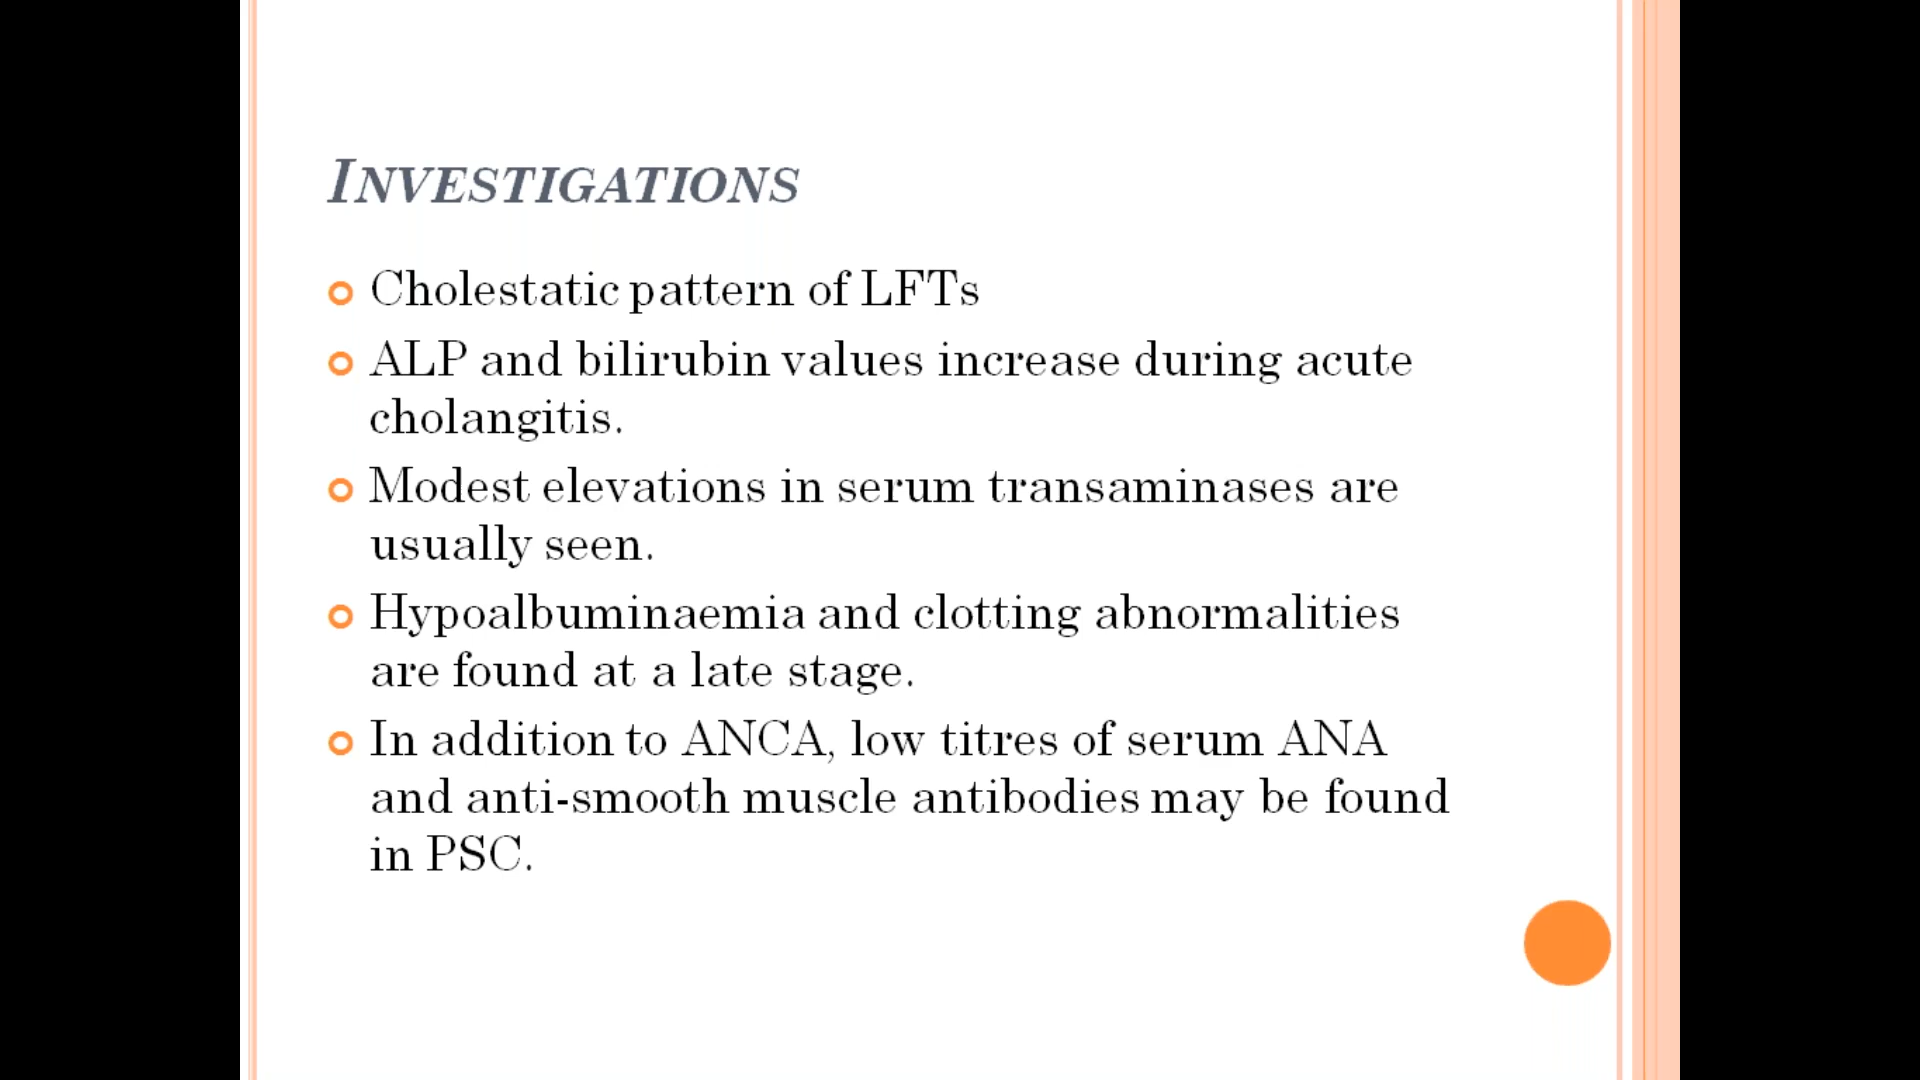 INVESTIGATIONS
Cholestatic pattern of LFTs
ALP and bilirubin values increase during acute
cholangitis.
Modest elevations in serum transaminases are
usually seen.
Hypoalbuminaemia and clotting abnormalities
are found at a late stage.
In addition to ANCA, low titres of serum ANA
and anti-smooth muscle antibodies may be found
in PSC.